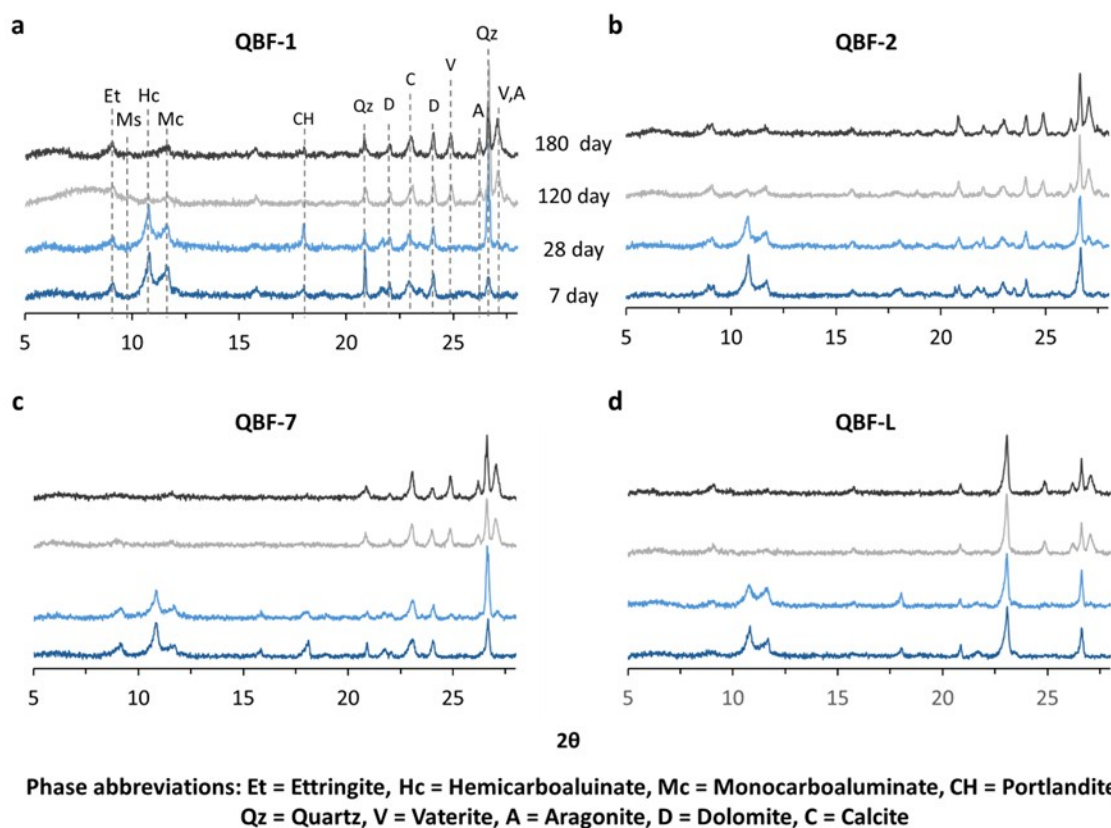 a
QBF-1
Et
Ms
Hc
Mc
CH
Qz
D
C
D
V
A
Qz
V,A
180 day
120 day
28 day
7 day
5 10 15 20 25
b
QBF-2
5 10 15 20 25
c
QBF-7
5 10 15 20 25
d
QBF-L
5 10 15 20 25
2θ
Phase abbreviations: Et = Ettringite, Hc = Hemicarboaluinate, Mc = Monocarboaluminate, CH = Portlandite
Qz = Quartz, V = Vaterite, A = Aragonite, D = Dolomite, C = Calcite